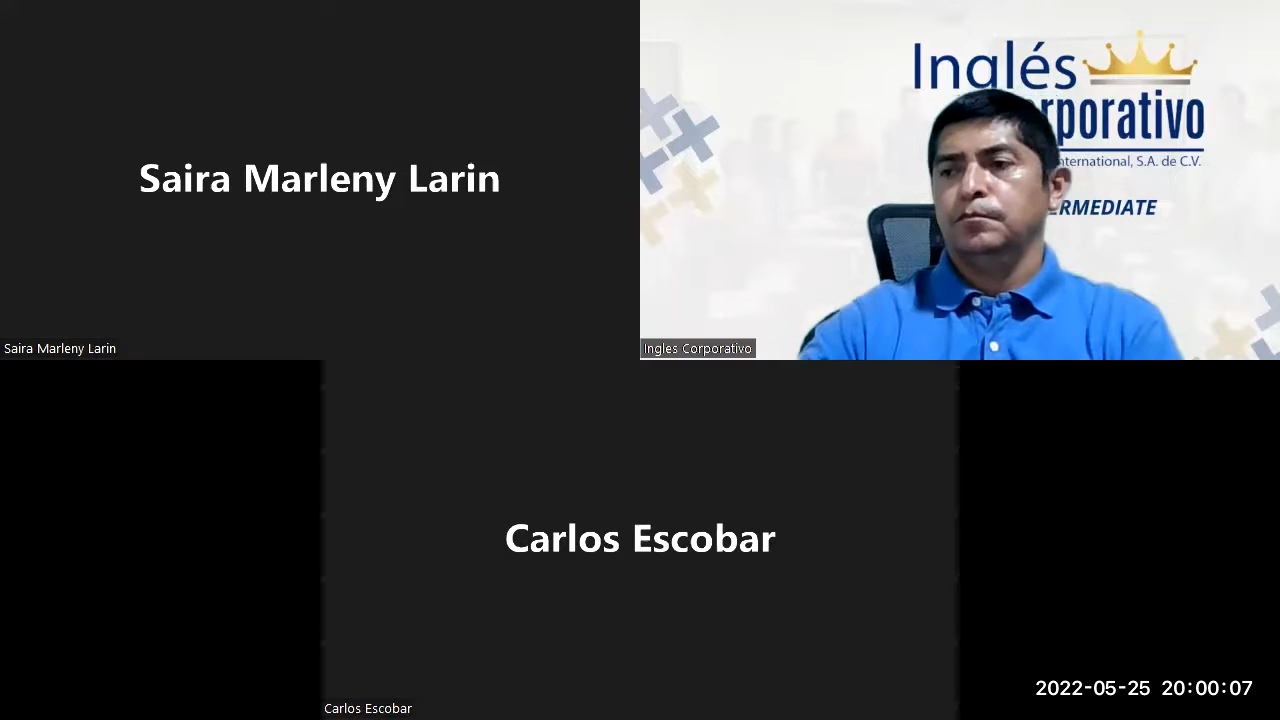 Saira Marleny Larin
Saira Marleny Larin
Inglés
porativo
International, S.A. de C.V.
ERMEDIATE
Ingles Corporativo
Carlos Escobar
Carlos Escobar
2022-05-25 20:00:07